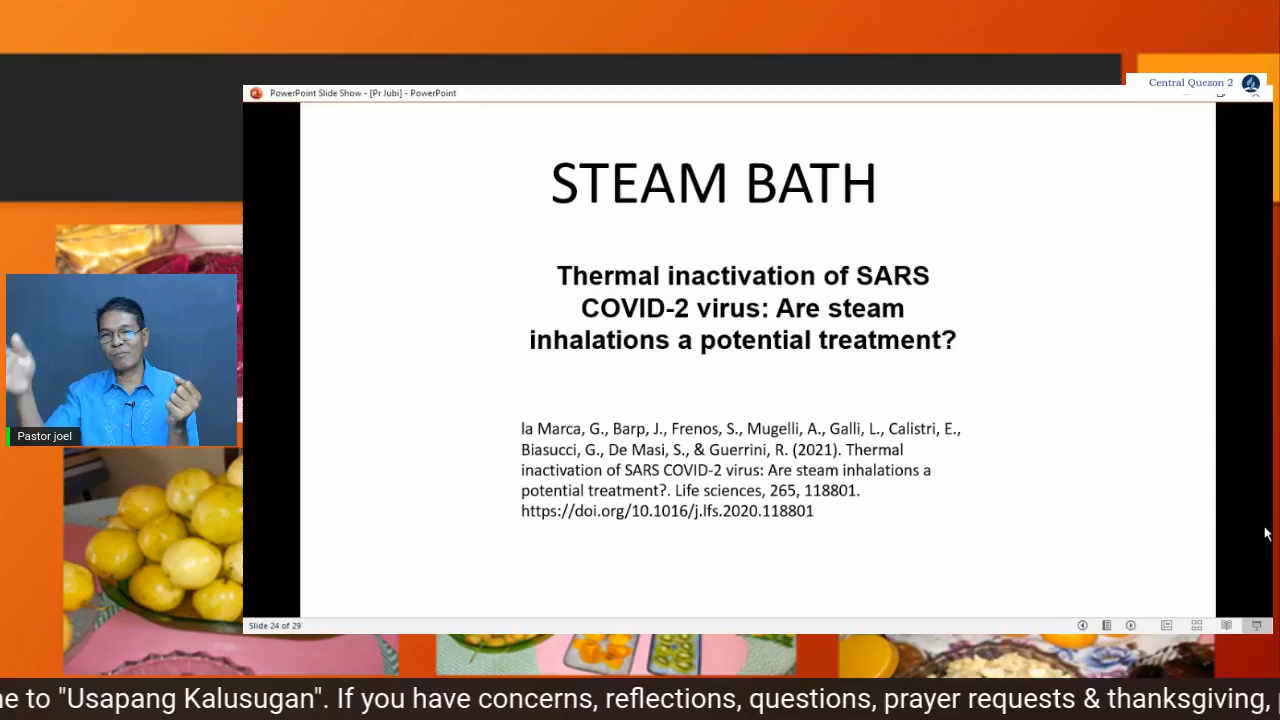 Central Quezon 2
PowerPoint Slide Show - [Pr Jubi] - PowerPoint
STEAM BATH
Thermal inactivation of SARS
COVID-2 virus: Are steam
inhalations a potential treatment?
la Marca, G., Barp, J., Frenos, S., Mugelli, A., Galli, L., Calistri, E.,
Biasucci, G., De Masi, S., & Guerrini, R. (2021). Thermal
inactivation of SARS COVID-2 virus: Are steam inhalations a
potential treatment?. Life sciences, 265, 118801.
https://doi.org/10.1016/j.lfs.2020.118801
Pastor joel
Slide 24 of 29
e to "Usapang Kalusugan". If you have concerns, reflections, questions, prayer requests & thanksgiving,